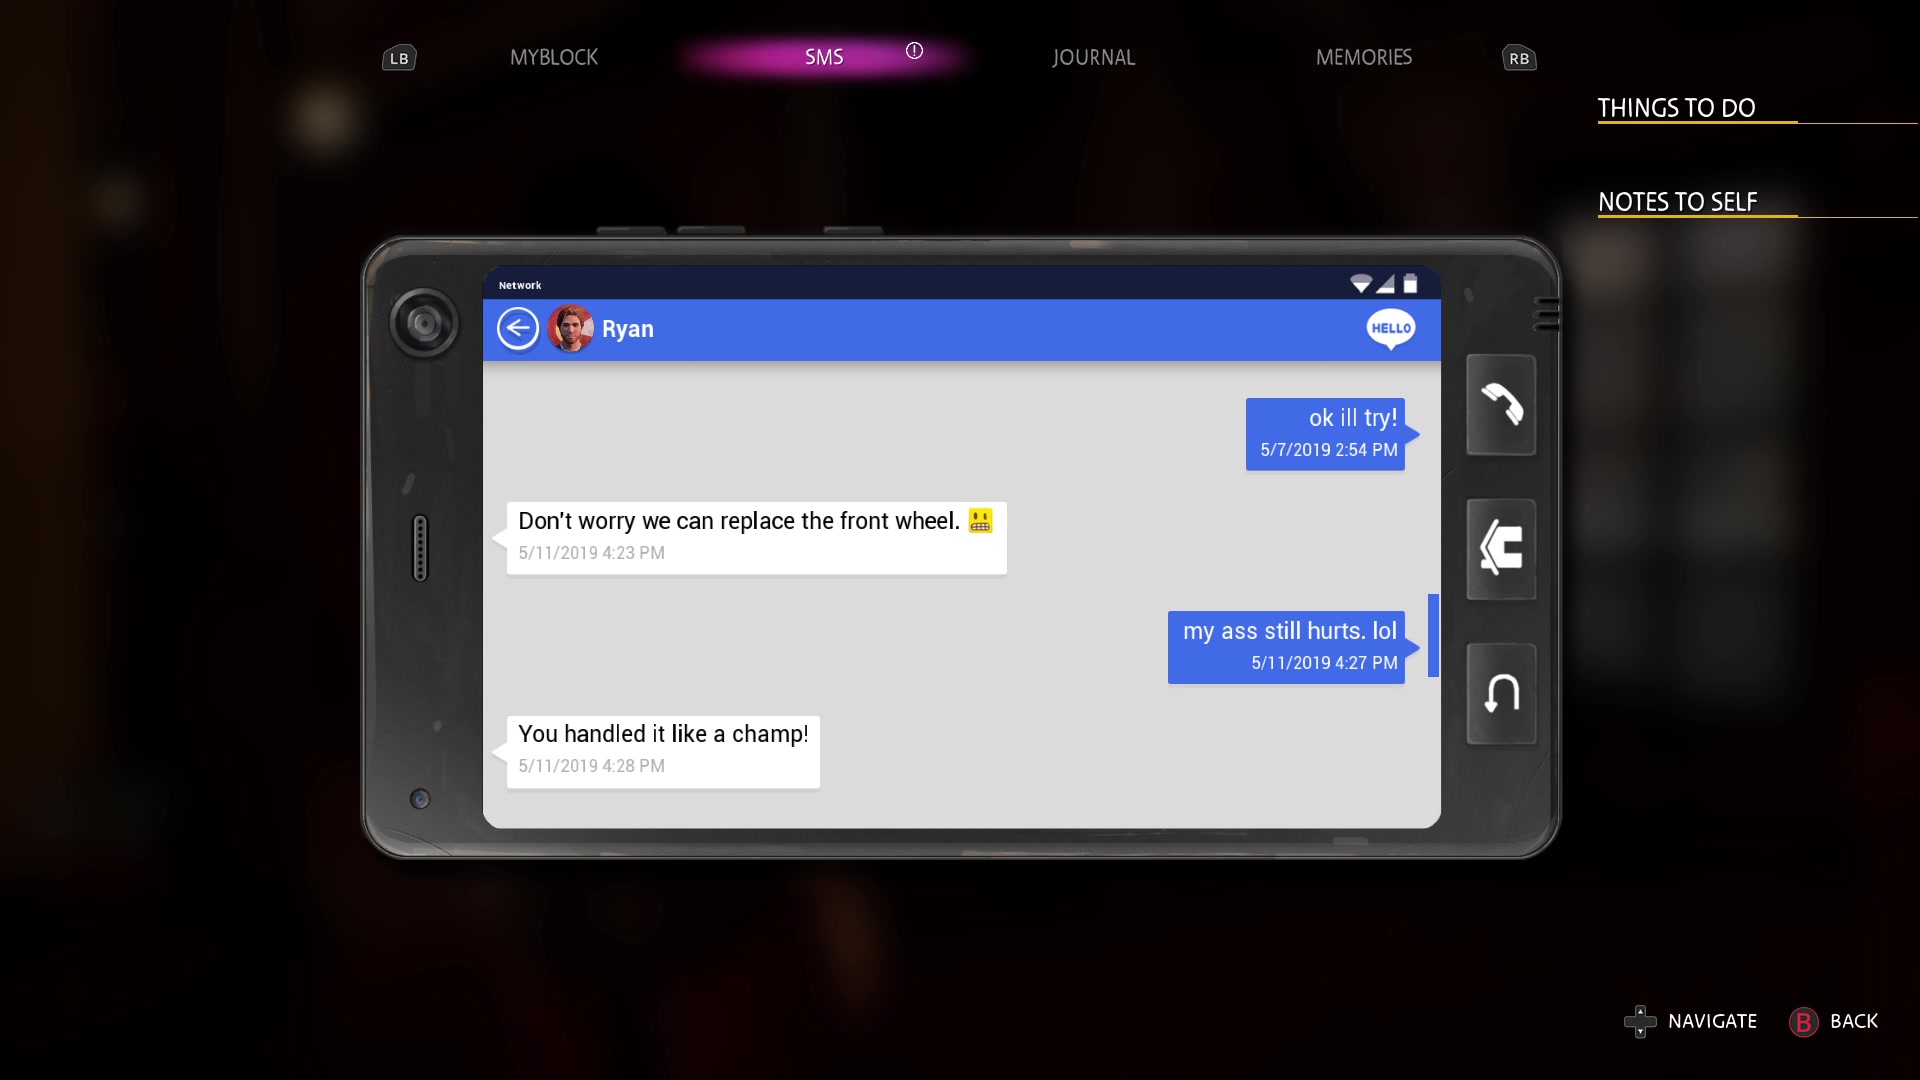 LB
MYBLOCK
SMS
JOURNAL
MEMORIES
RB
THINGS TO DO
NOTES TO SELF
Network
Ryan
HELLO
ok ill try!
5/7/2019 2:54 PM
Don't worry we can replace the front wheel. 😬
5/11/2019 4:23 PM
my ass still hurts. lol
5/11/2019 4:27 PM
You handled it like a champ!
5/11/2019 4:28 PM
NAVIGATE
B
BACK